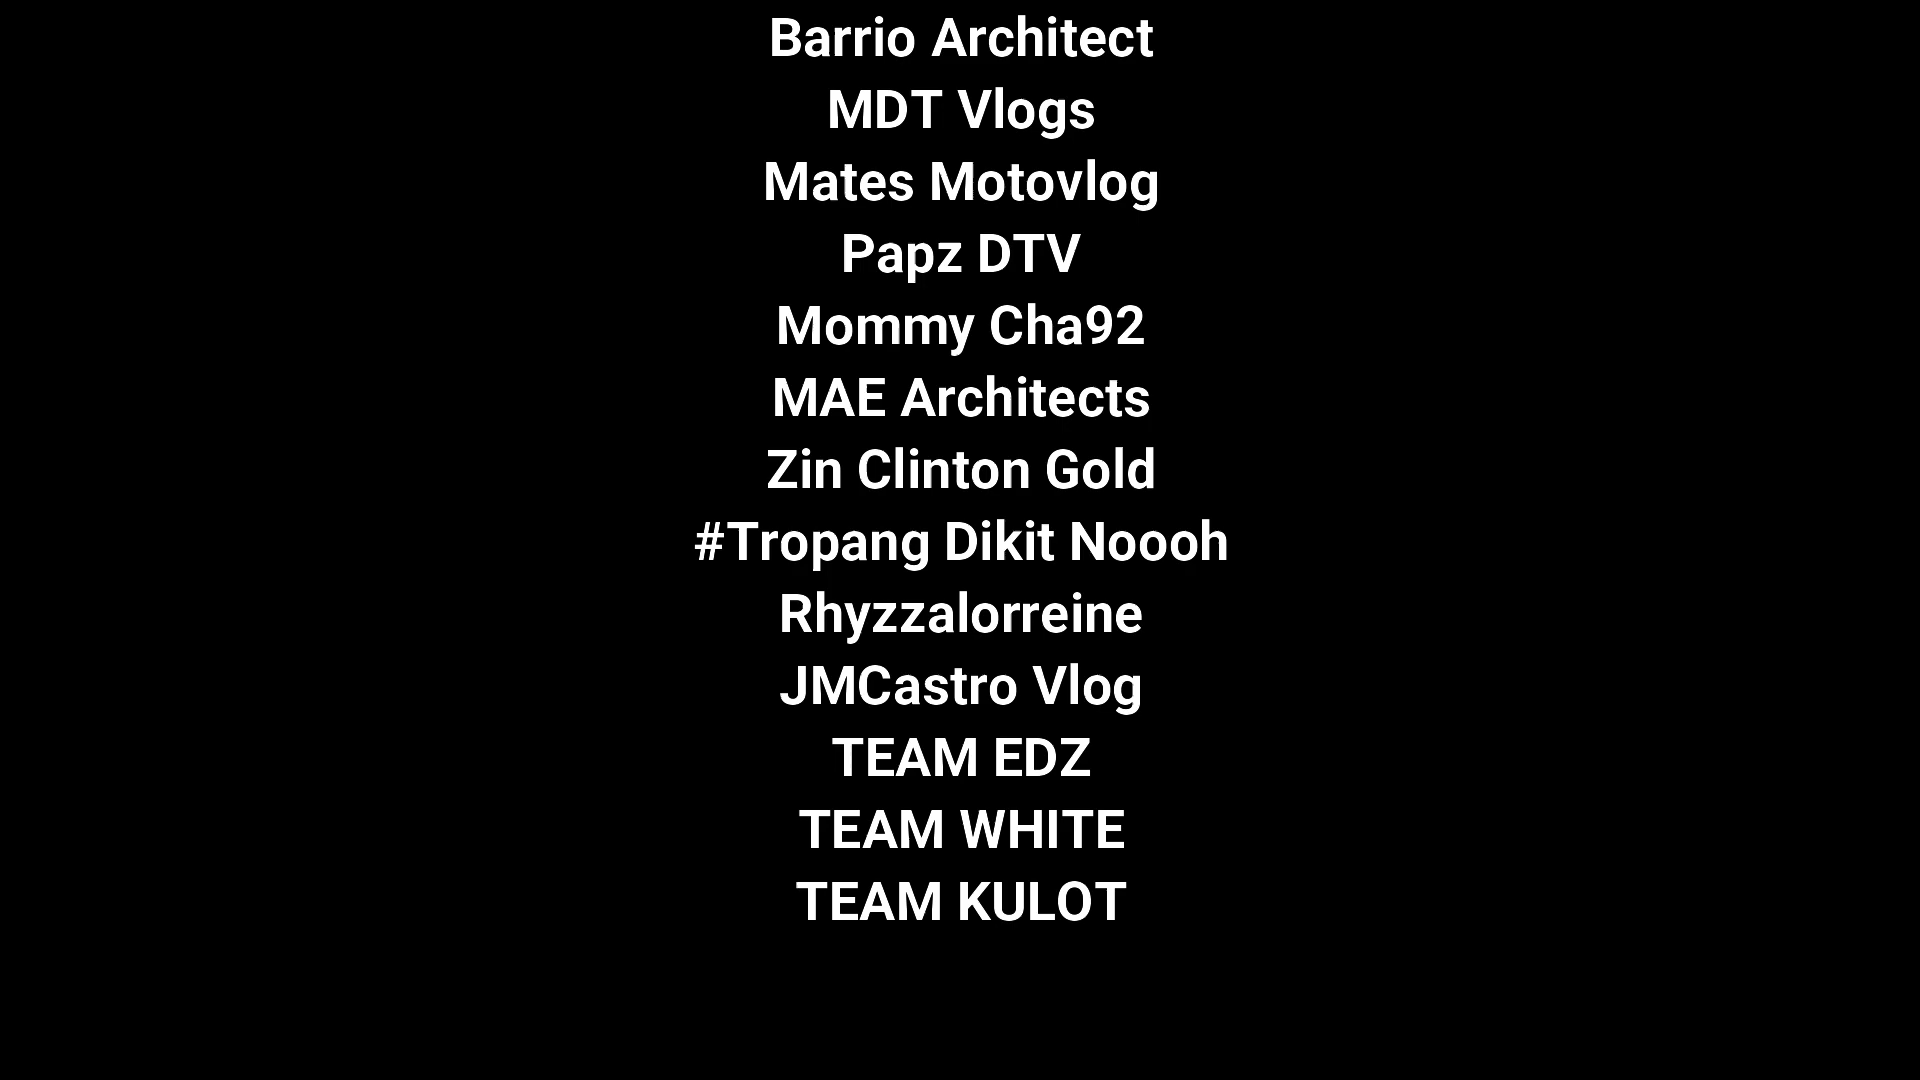 Barrio Architect
MDT Vlogs
Mates Motovlog
Papz DTV
Mommy Cha92
MAE Architects
Zin Clinton Gold
#Tropang Dikit Noooh
Rhyzzalorreine
JMCastro Vlog
TEAM EDZ
TEAM WHITE
TEAM KULOT